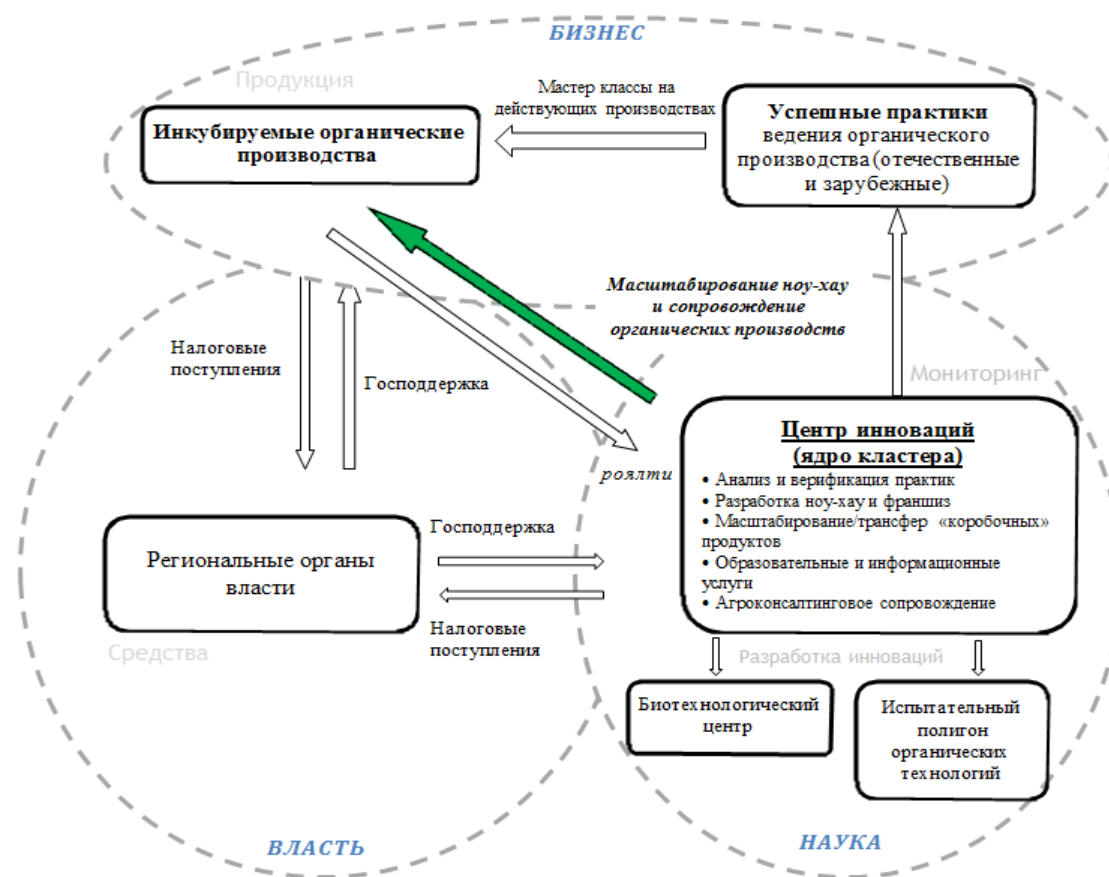 БИЗНЕС
Продукция
Инкубируемые органические
производства
Мастер классы на
действующих производствах
Успешные практики
ведения органического
производства (отечественные
и зарубежные)
Масштабирование ноу-хау
и сопровождение
органических производств
Налоговые
поступления
Господдержка
Мониторинг
роялти
Центр инноваций
(ядро кластера)
• Анализ и верификация практик
• Разработка ноу-хау и франшиз
• Масштабирование/трансфер «коробочных»
продуктов
• Образовательные и информационные
услуги
• Агроконсалтинговое сопровождение
Региональные органы
власти
Господдержка
Налоговые
поступления
Средства
Разработка инноваций
Биотехнологический
центр
Испытательный
полигон
органических
технологий
ВЛАСТЬ
НАУКА